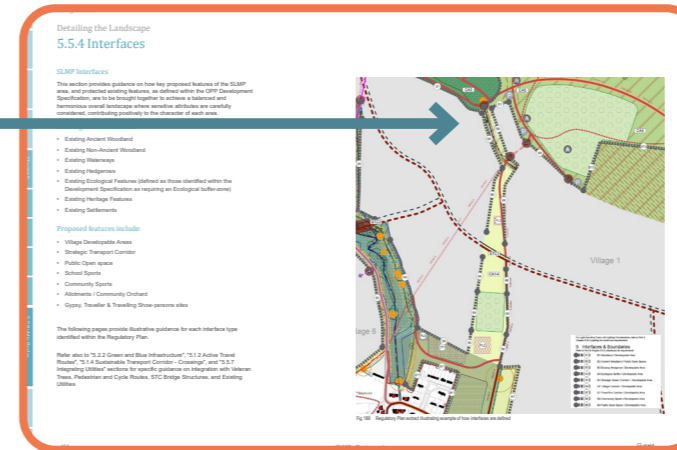 Detailing the Landscape
5.5.4 Interfaces
SLMP Interfaces
This section provides guidance on how key proposed features of the SLMP
area, and protected existing features, as defined within the OPP Development
Specification, are to be brought together to achieve a balanced and
harmonious overall landscape where sensitive attributes are carefully
considered, contributing positively to the character of each area.
• Existing Ancient Woodland
• Existing Non-Ancient Woodland
• Existing Waterways
• Existing Hedgerows
• Existing Ecological Features (defined as those identified within the
Development Specification as requiring an Ecological buffer-zone)
• Existing Heritage Features
• Existing Settlements
Proposed features include:
• Village Developable Areas
• Strategic Transport Corridor
• Public Open space
• School Sports
• Community Sports
• Allotments / Community Orchard
• Gypsy, Traveller & Travelling Show-persons sites
The following pages provide illustrative guidance for each interface type
identified within the Regulatory Plan.
Refer also to "5.2.2 Green and Blue Infrastructure", "5.1.2 Active Travel
Routes", "5.1.4 Sustainable Transport Corridor - Crossings", and "5.5.7
Integrating Utilities" sections for specific guidance on integration with Veteran
Trees, Pedestrian and Cycle Routes, STC Bridge Structures, and Existing
Utilities
Village 1
lage 6
5 Interfaces & Boundaries
Fig 188 Regulatory Plan extract illustrating example of how interfaces are defined